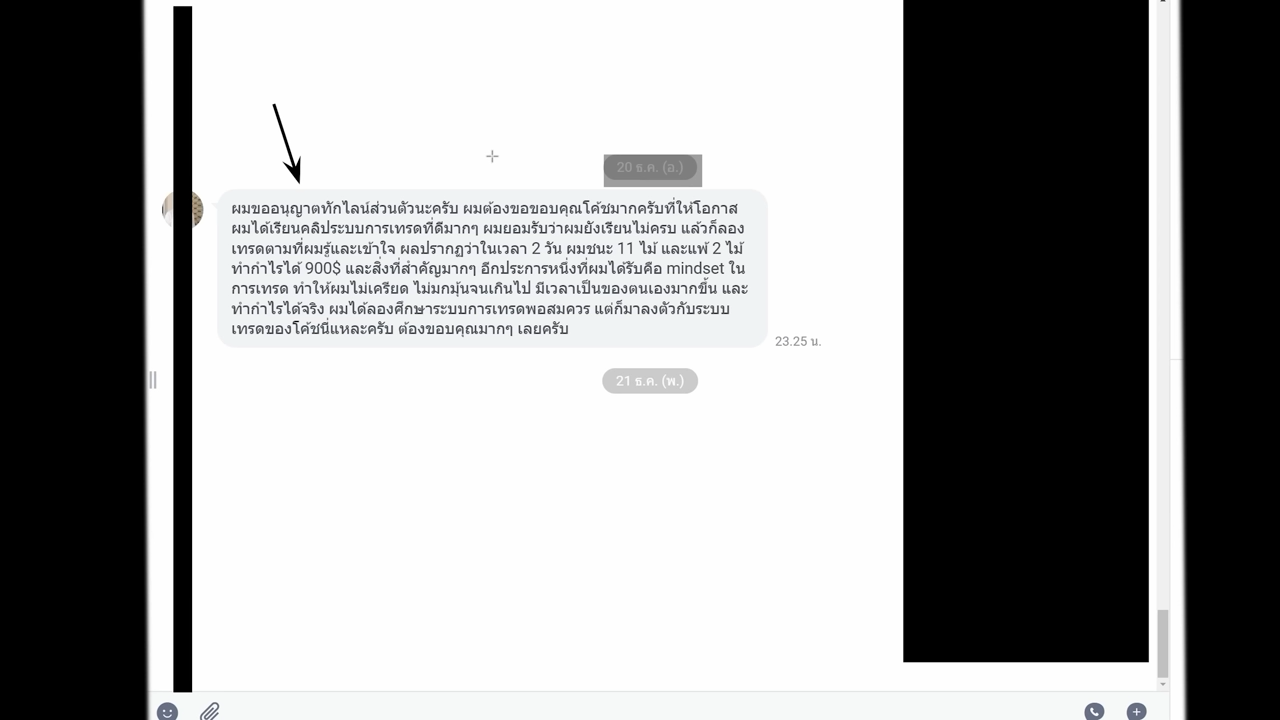 20 ธ.ค. (อ.)
ผมขออนุญาตทักไลน์ส่วนตัวนะครับ ผมต้องขอขอบคุณโค้ชมากครับที่ให้โอกาส
ผมได้เรียนคลิประบบการเทรดที่ดีมากๆ ผมยอมรับว่าผมยังเรียนไม่ครบ แล้วก็ลอง
เทรดตามที่ผมรู้และเข้าใจ ผลปรากฏว่าในเวลา 2 วัน ผมชนะ 11 ไม้ และแพ้ 2 ไม้
ทำกำไรได้ 900$ และสิ่งที่สำคัญมากๆ อีกประการหนึ่งที่ผมได้รับคือ mindset ใน
การเทรด ทำให้ผมไม่เครียด ไม่มกมุ้นจนเกินไป มีเวลาเป็นของตนเองมากขึ้น และ
ทำกำไรได้จริง ผมได้ลองศึกษาระบบการเทรดพอสมควร แต่ก็มาลงตัวกับระบบ
เทรดของโค้ชนี่แหละครับ ต้องขอบคุณมากๆ เลยครับ
23.25 น.
21 ธ.ค. (พ.)